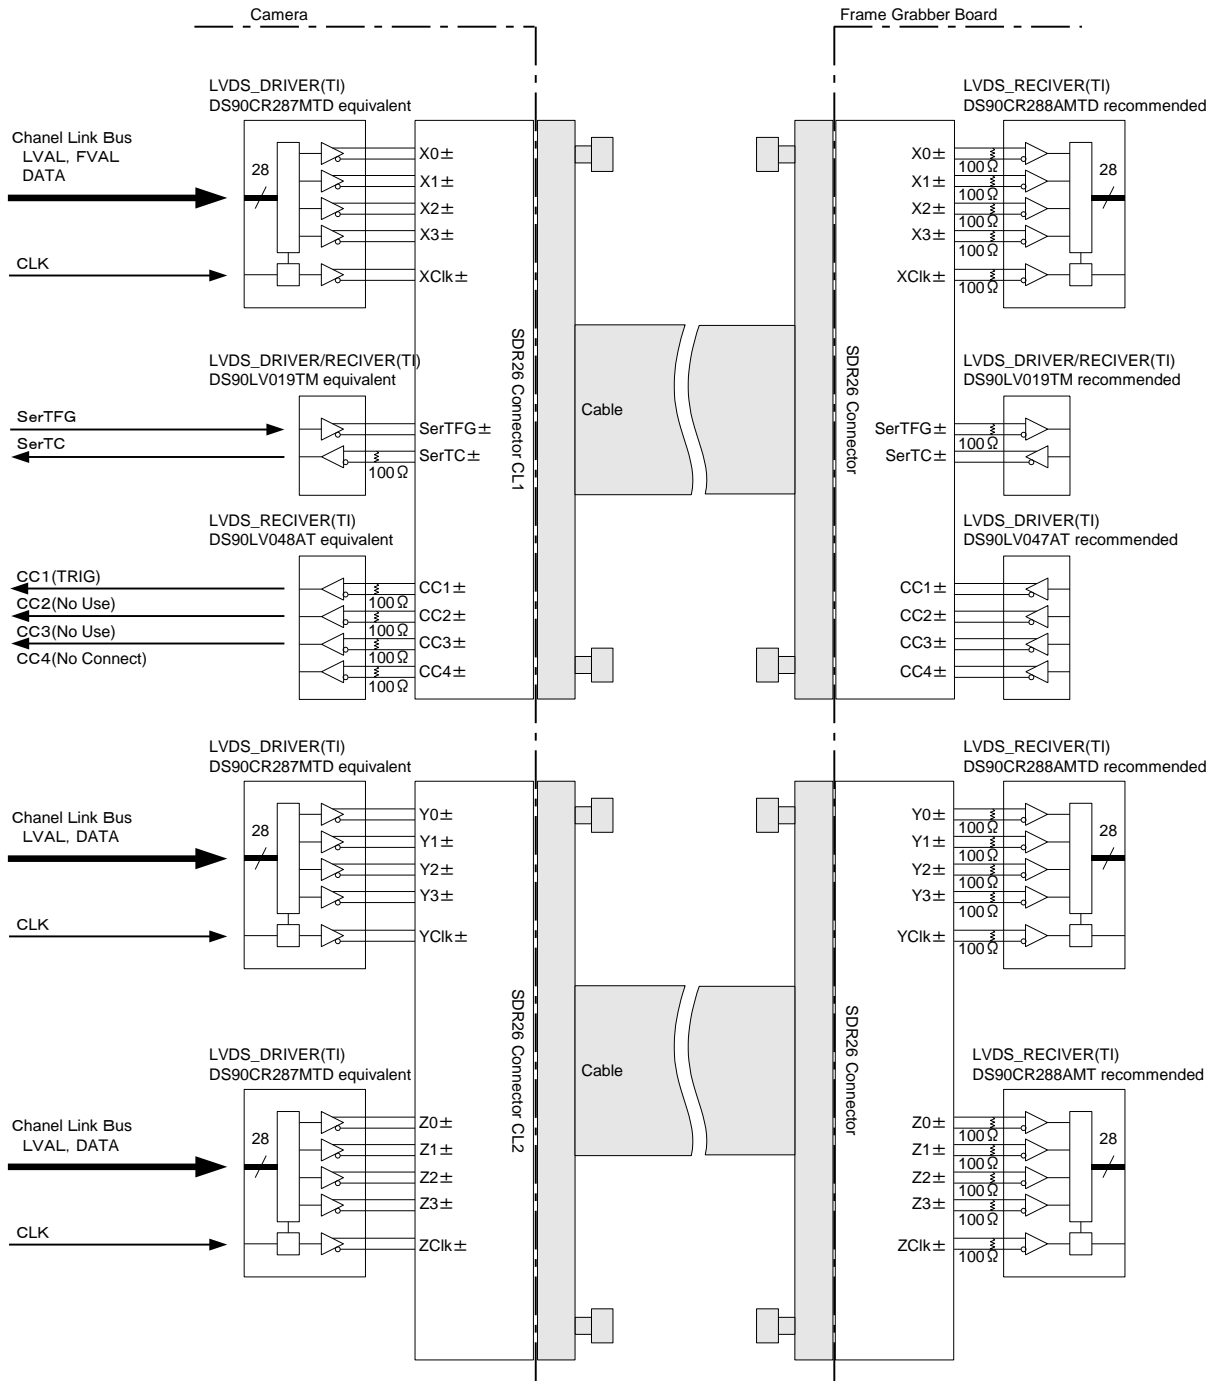 Camera
Frame Grabber Board
LVDS_DRIVER(TI)
DS90CR287MTD equivalent
LVDS_RECIVER(TI)
DS90CR288AMTD recommended
Chanel Link Bus
LVAL, FVAL
DATA
28
X0±
X1±
X2±
X3±
XClk±
CLK
X0±
X1±
X2±
X3±
XClk±
100Ω
100Ω
100Ω
100Ω
100Ω
28
SDR26 Connector CL1
SDR26 Connector
Cable
LVDS_DRIVER/RECIVER(TI)
DS90LV019TM equivalent
LVDS_DRIVER/RECIVER(TI)
DS90LV019TM recommended
SerTFG
SerTC
SerTFG±
SerTC±
100Ω
SerTFG±
SerTC±
100Ω
LVDS_RECIVER(TI)
DS90LV048AT equivalent
LVDS_DRIVER(TI)
DS90LV047AT recommended
CC1(TRIG)
CC2(No Use)
CC3(No Use)
CC4(No Connect)
100Ω
100Ω
100Ω
100Ω
CC1±
CC2±
CC3±
CC4±
CC1±
CC2±
CC3±
CC4±
LVDS_DRIVER(TI)
DS90CR287MTD equivalent
LVDS_RECIVER(TI)
DS90CR288AMTD recommended
Chanel Link Bus
LVAL, DATA
28
Y0±
Y1±
Y2±
Y3±
YClk±
CLK
Y0±
Y1±
Y2±
Y3±
YClk±
100Ω
100Ω
100Ω
100Ω
100Ω
28
SDR26 Connector CL2
SDR26 Connector
Cable
LVDS_DRIVER(TI)
DS90CR287MTD equivalent
LVDS_RECIVER(TI)
DS90CR288AMT recommended
Chanel Link Bus
LVAL, DATA
28
Z0±
Z1±
Z2±
Z3±
ZClk±
CLK
Z0±
Z1±
Z2±
Z3±
ZClk±
100Ω
100Ω
100Ω
100Ω
100Ω
28